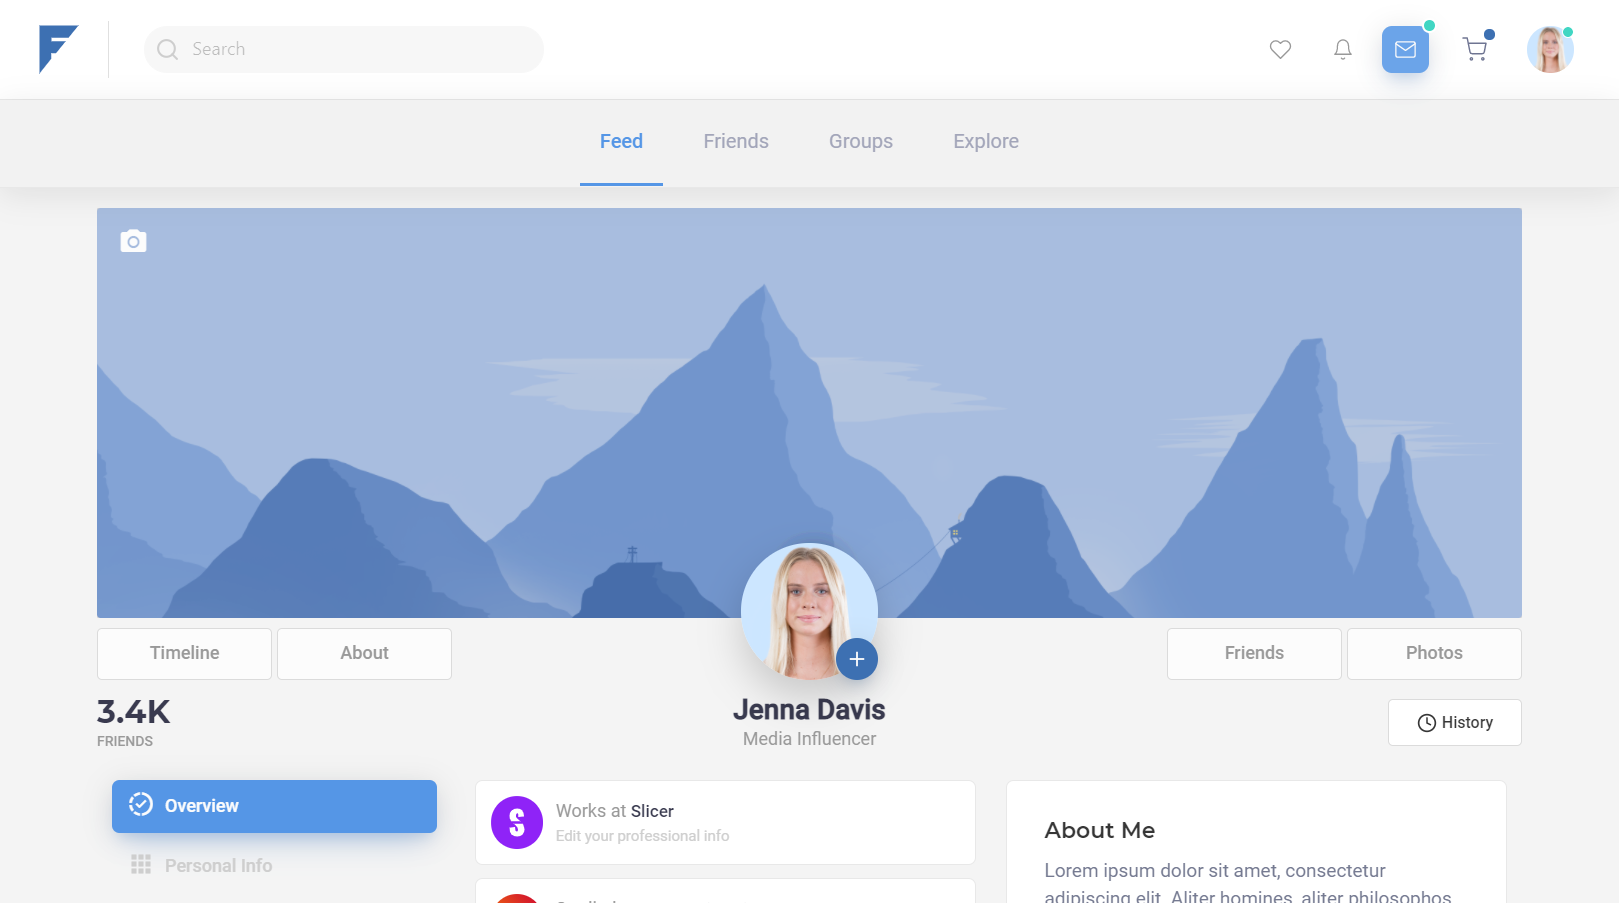 Search
Feed
Friends
Groups
Explore
Timeline
About
Friends
Photos
3.4K
FRIENDS
Jenna Davis
Media Influencer
History
Overview
Personal Info
Works at Slicer
Edit your professional info
About Me
Lorem ipsum dolor sit amet, consectetur
adipiscing elit. Aliter homines, aliter philosophos